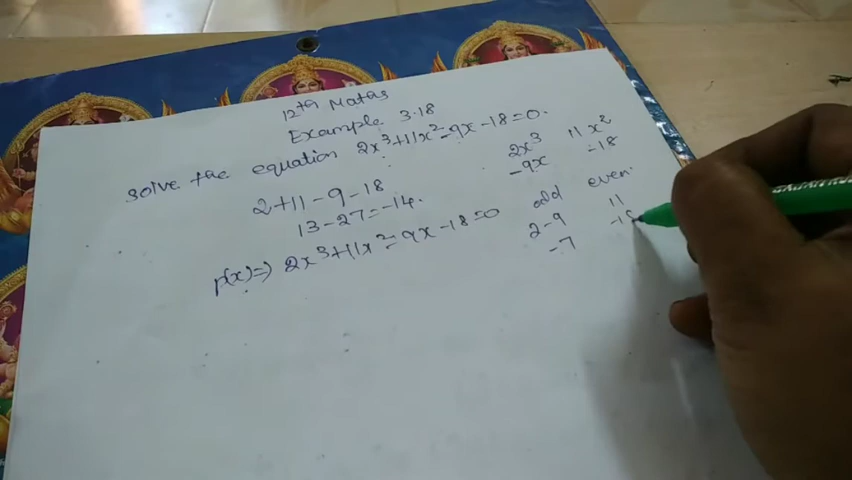 12th Maths
Example 3.18
Solve the equation 2x³+11x²-9x-18=0.
2+11-9-18
13-27=-14.
p(x)=) 2x³+11x²-9x-18=0
2x³ 11x²
-9x -18
odd even
2-9 11
-7 -18